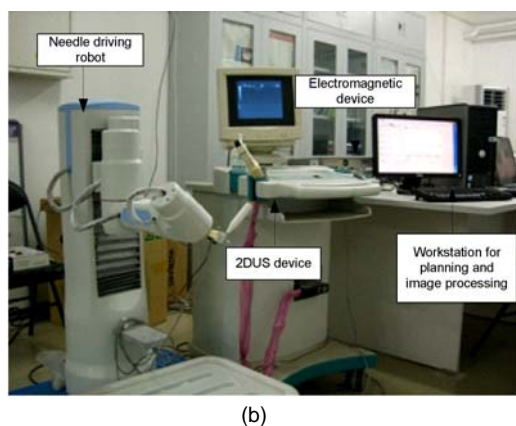 Needle driving
robot
Electromagnetic
device
2DUS device
Workstation for
planning and
image processing
(b)